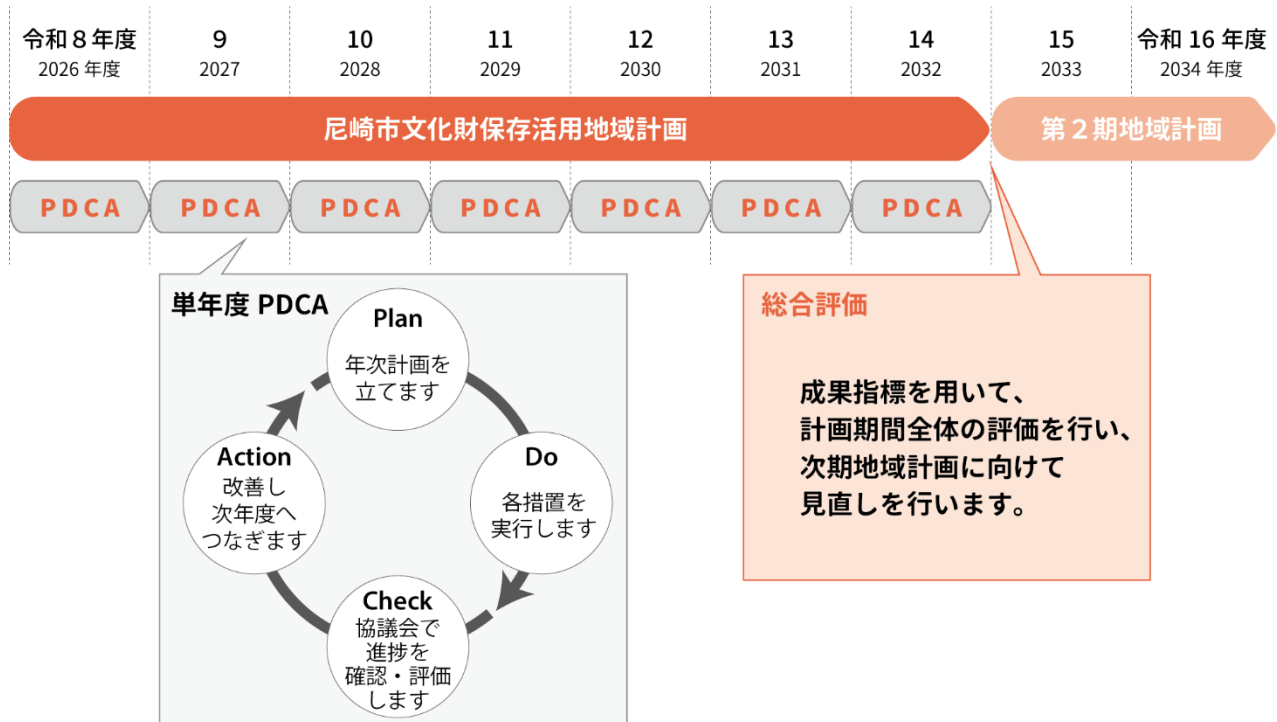 令和８年度 9 10 11 12 13 14 15 令和 16 年度
2026 年度 2027 2028 2029 2030 2031 2032 2033 2034 年度
尼崎市文化財保存活用地域計画 第２期地域計画
PDCA PDCA PDCA PDCA PDCA PDCA PDCA
単年度 PDCA
Plan
年次計画を
立てます
Do
各措置を
実行します
Check
協議会で
進捗を
確認・評価
します
Action
改善し
次年度へ
つなぎます
総合評価
成果指標を用いて、
計画期間全体の評価を行い、
次期地域計画に向けて
見直しを行います。